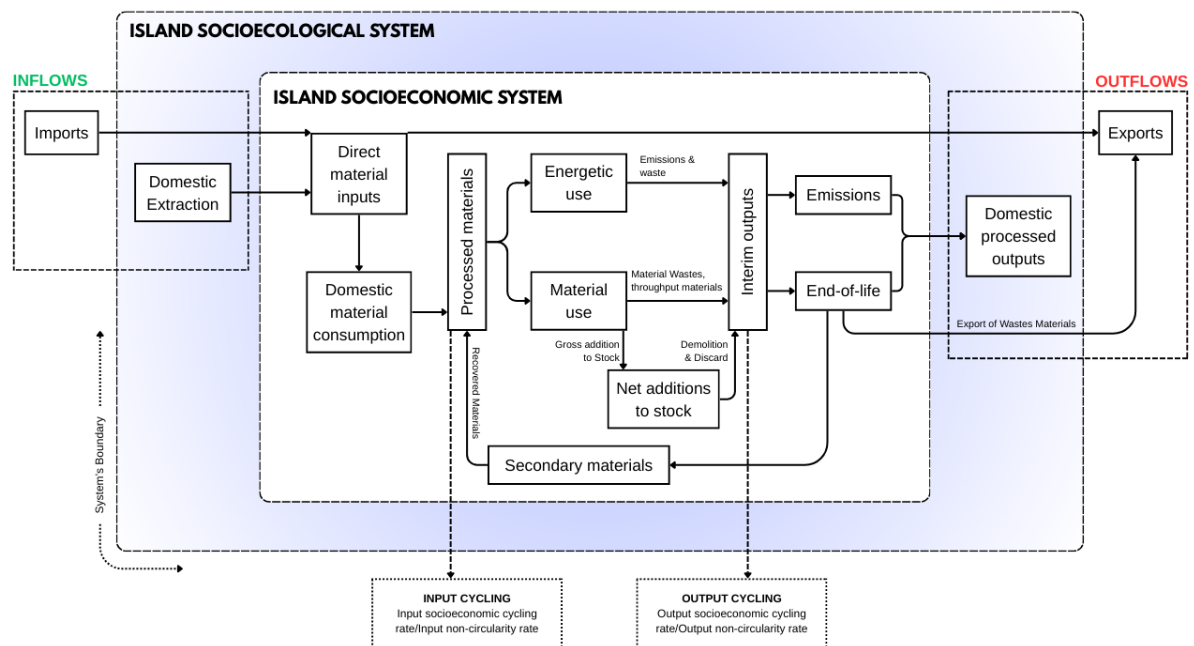 ISLAND SOCIOECOLOGICAL SYSTEM
INFLOWS
OUTFLOWS
ISLAND SOCIOECONOMIC SYSTEM
Imports
Exports
Domestic
Extraction
Direct
material
inputs
Domestic
material
consumption
Processed materials
Energetic
use
Emissions &
waste
Material
use
Material Wastes,
throughput materials
Interim outputs
Emissions
End-of-life
Domestic
processed
outputs
Export of Wastes Materials
Gross addition
to Stock
Demolition
& Discard
Net additions
to stock
Recovered Materials
Secondary materials
System's Boundary
INPUT CYCLING
Input socioeconomic cycling
rate/Input non-circularity rate
OUTPUT CYCLING
Output socioeconomic cycling
rate/Output non-circularity rate